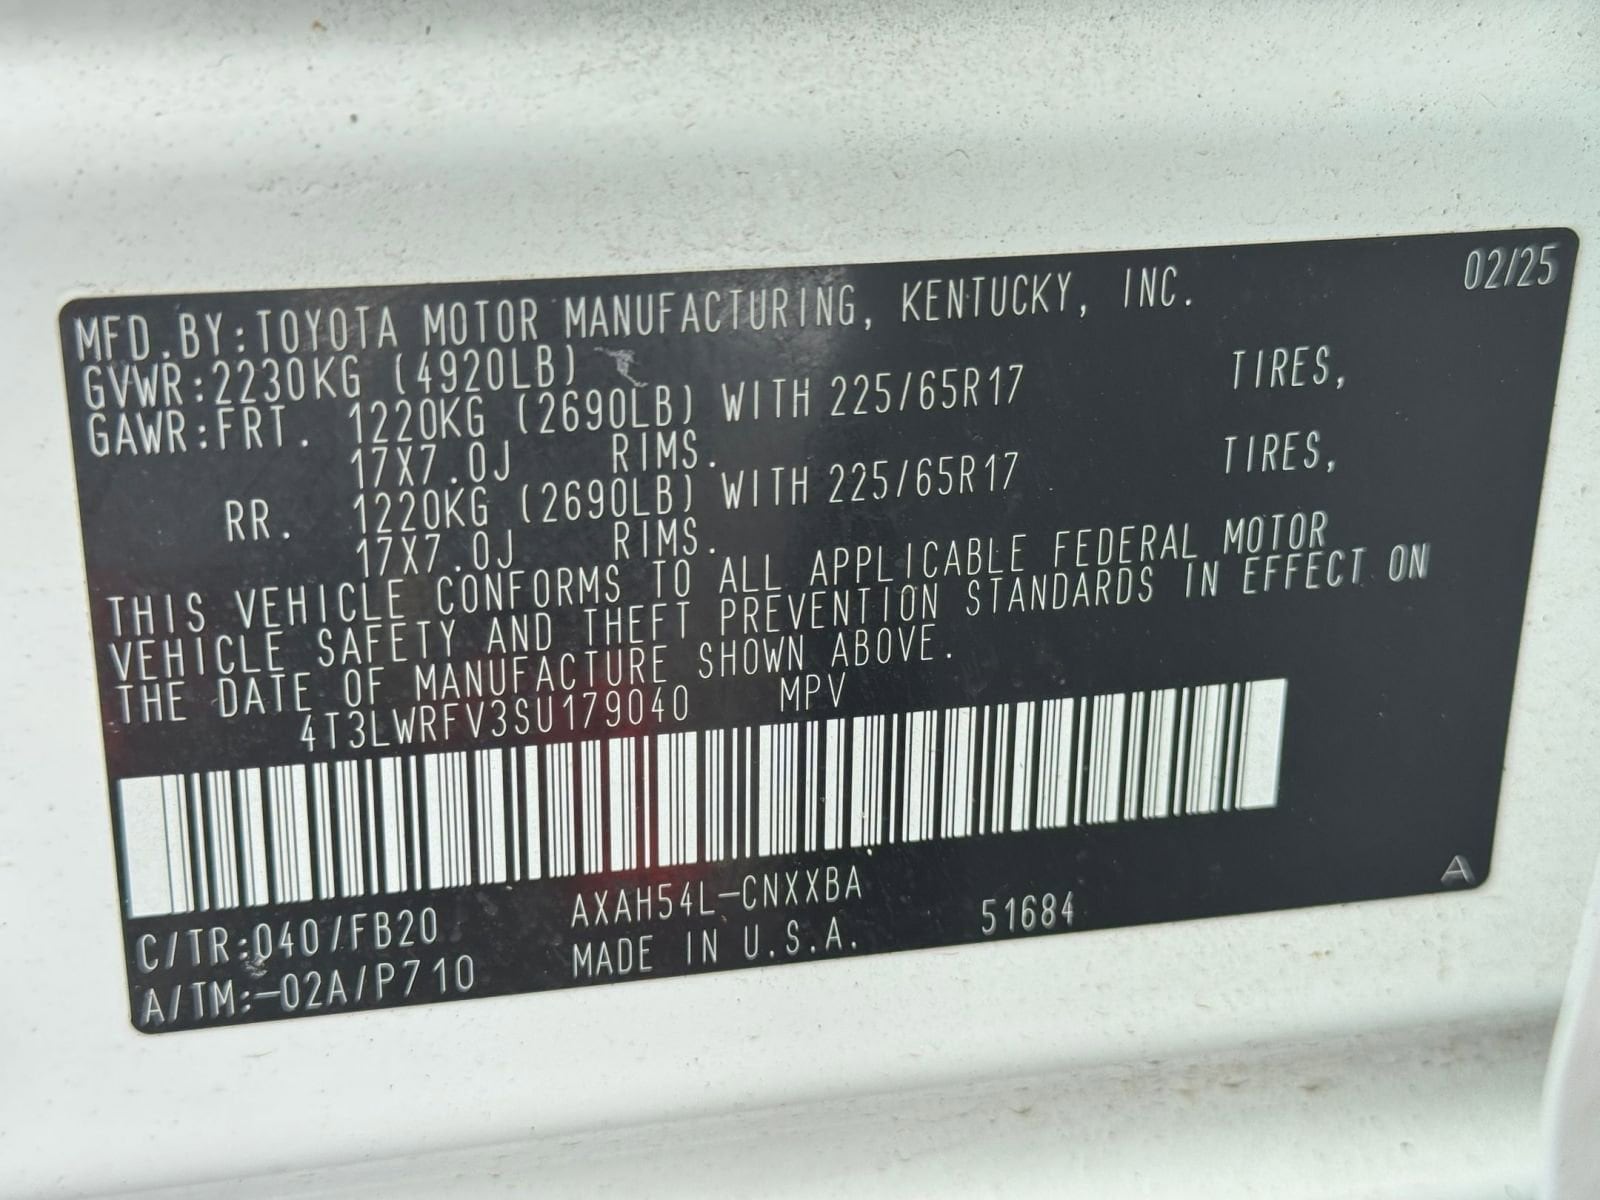 02/25
MFD.BY:TOYOTA MOTOR MANUFACTURING, KENTUCKY, INC.
GVWR:2230KG (4920LB)
GAWR:FRT. 1220KG (2690LB) WITH 225/65R17 TIRES,
17X7.0J RIMS.
RR. 1220KG (2690LB) WITH 225/65R17 TIRES,
17X7.0J RIMS.
THIS VEHICLE CONFORMS TO ALL APPLICABLE FEDERAL MOTOR
VEHICLE SAFETY AND THEFT PREVENTION STANDARDS IN EFFECT ON
THE DATE OF MANUFACTURE SHOWN ABOVE.
4T3LWRFV3SU179040 MPV
C/TR:040/FB20 AXAH54L-CNXXBA
A/TM:-02A/P710 MADE IN U.S.A. 51684
A